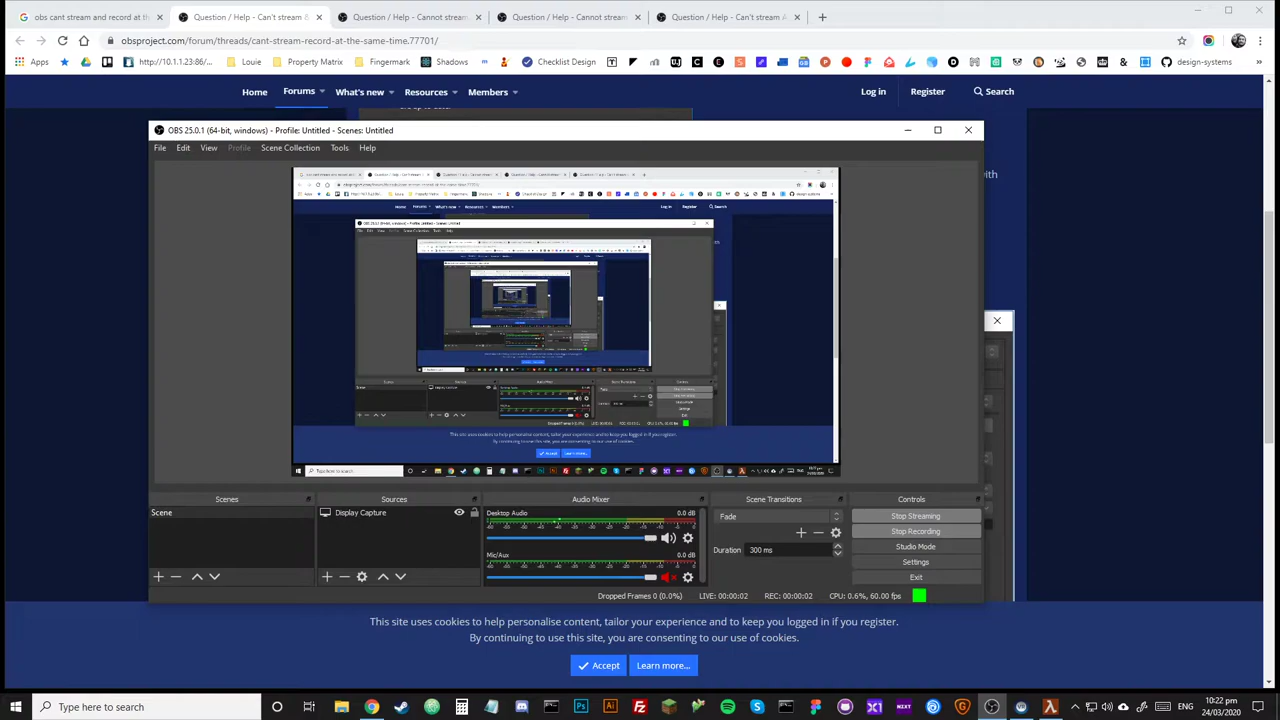 obs cant stream and record at th
Question / Help - Can't stream &
Question / Help - Cannot stream
Question / Help - Cannot stream
Question / Help - Can't stream A
obsproject.com/forum/threads/cant-stream-record-at-the-same-time.77701/
Apps
http://10.1.1.23:86/...
Louie
Property Matrix
Fingermark
Shadows
Checklist Design
design-systems
Home
Forums
What's new
Resources
Members
Log in
Register
Search
OBS 25.0.1 (64-bit, windows) - Profile: Untitled - Scenes: Untitled
File
Edit
View
Profile
Scene Collection
Tools
Help
with
Scenes
Sources
Audio Mixer
Scene Transitions
Controls
Scene
Display Capture
Desktop Audio
0.0 dB
Mic/Aux
0.0 dB
Fade
Duration
300 ms
Stop Streaming
Stop Recording
Studio Mode
Settings
Exit
Dropped Frames 0 (0.0%)
LIVE: 00:00:02
REC: 00:00:02
CPU: 0.6%, 60.00 fps
This site uses cookies to help personalise content, tailor your experience and to keep you logged in if you register.
By continuing to use this site, you are consenting to our use of cookies.
Accept
Learn more...
Type here to search
ENG
10:22 pm
24/03/2020